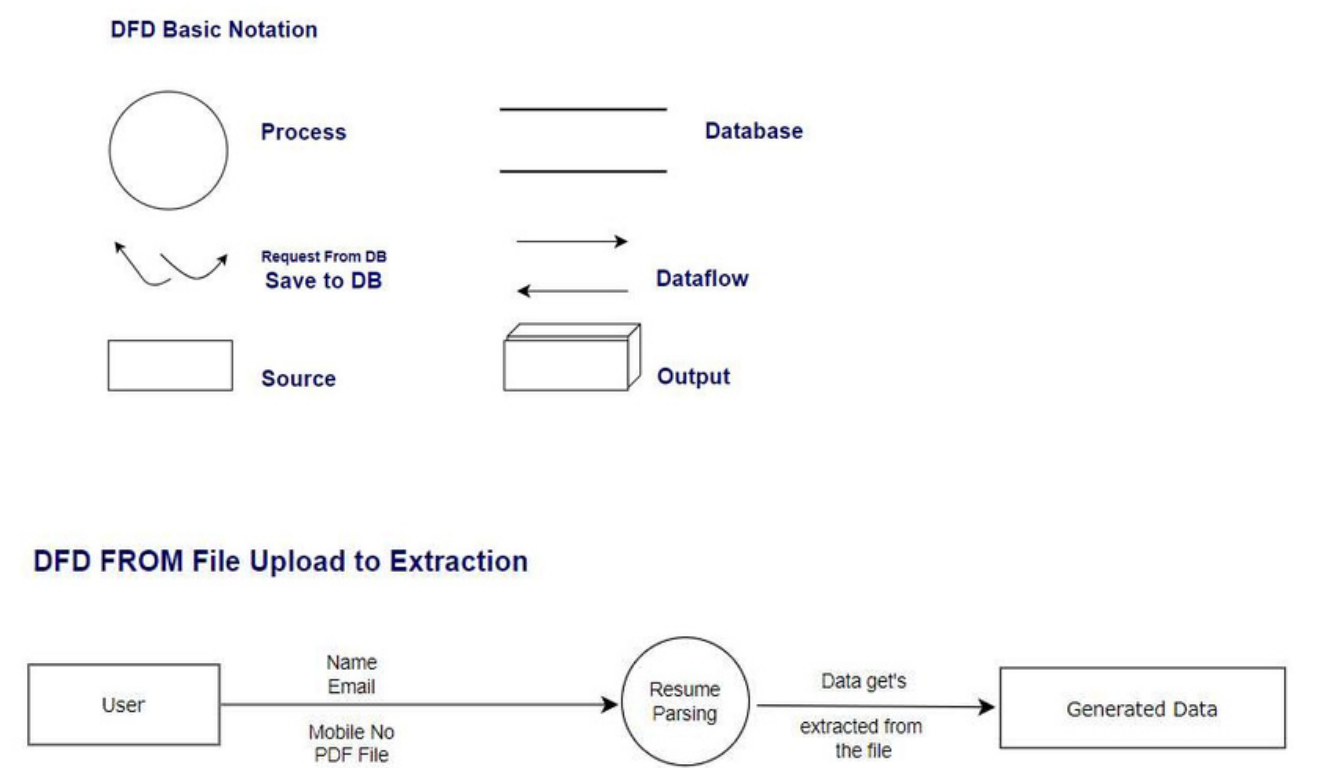 DFD Basic Notation
Process
Database
Request From DB
Save to DB
Dataflow
Source
Output
DFD FROM File Upload to Extraction
User
Name
Email
Mobile No
PDF File
Resume
Parsing
Data get's
extracted from
the file
Generated Data